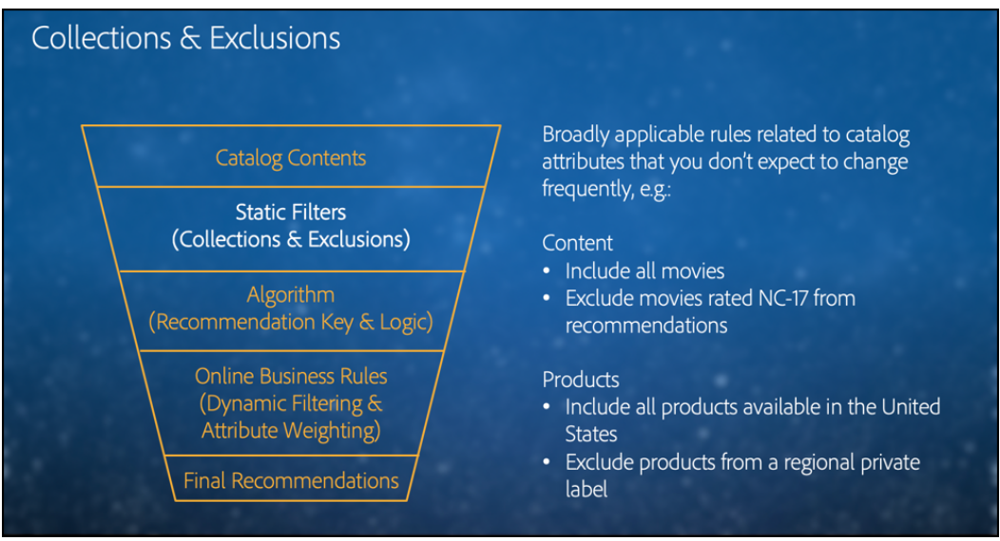 Collections & Exclusions
Catalog Contents
Static Filters
(Collections & Exclusions)
Algorithm
(Recommendation Key & Logic)
Online Business Rules
(Dynamic Filtering &
Attribute Weighting)
Final Recommendations
Broadly applicable rules related to catalog
attributes that you don’t expect to change
frequently, e.g.:
Content
• Include all movies
• Exclude movies rated NC-17 from
recommendations
Products
• Include all products available in the United
States
• Exclude products from a regional private
label